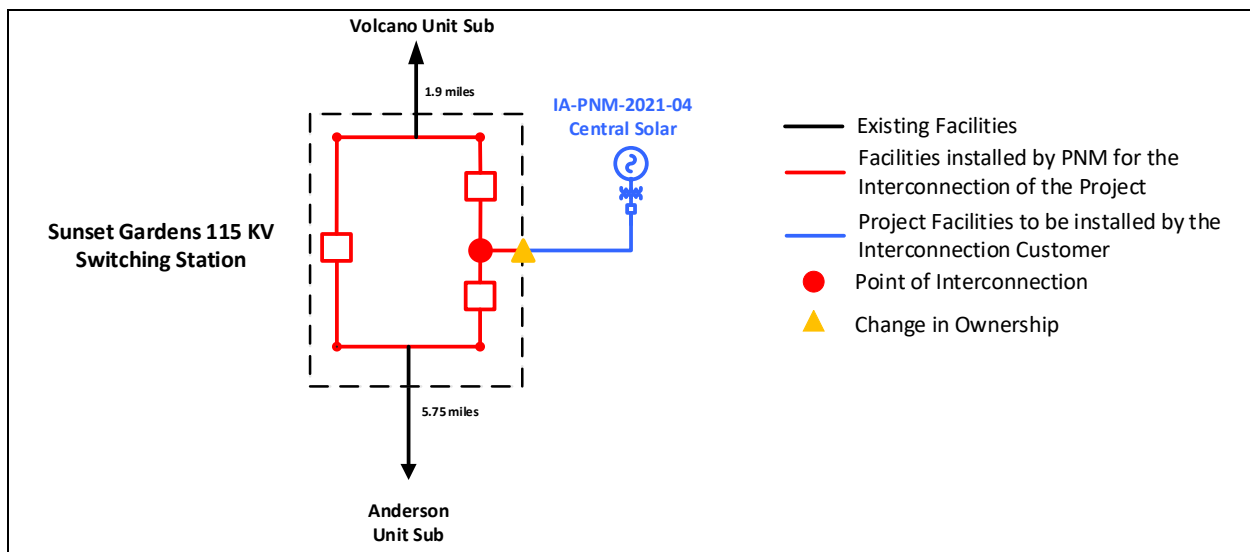 Volcano Unit Sub
1.9 miles
IA-PNM-2021-04
Central Solar
Sunset Gardens 115 KV
Switching Station
5.75 miles
Anderson
Unit Sub
Existing Facilities
Facilities installed by PNM for the
Interconnection of the Project
Project Facilities to be installed by the
Interconnection Customer
Point of Interconnection
Change in Ownership